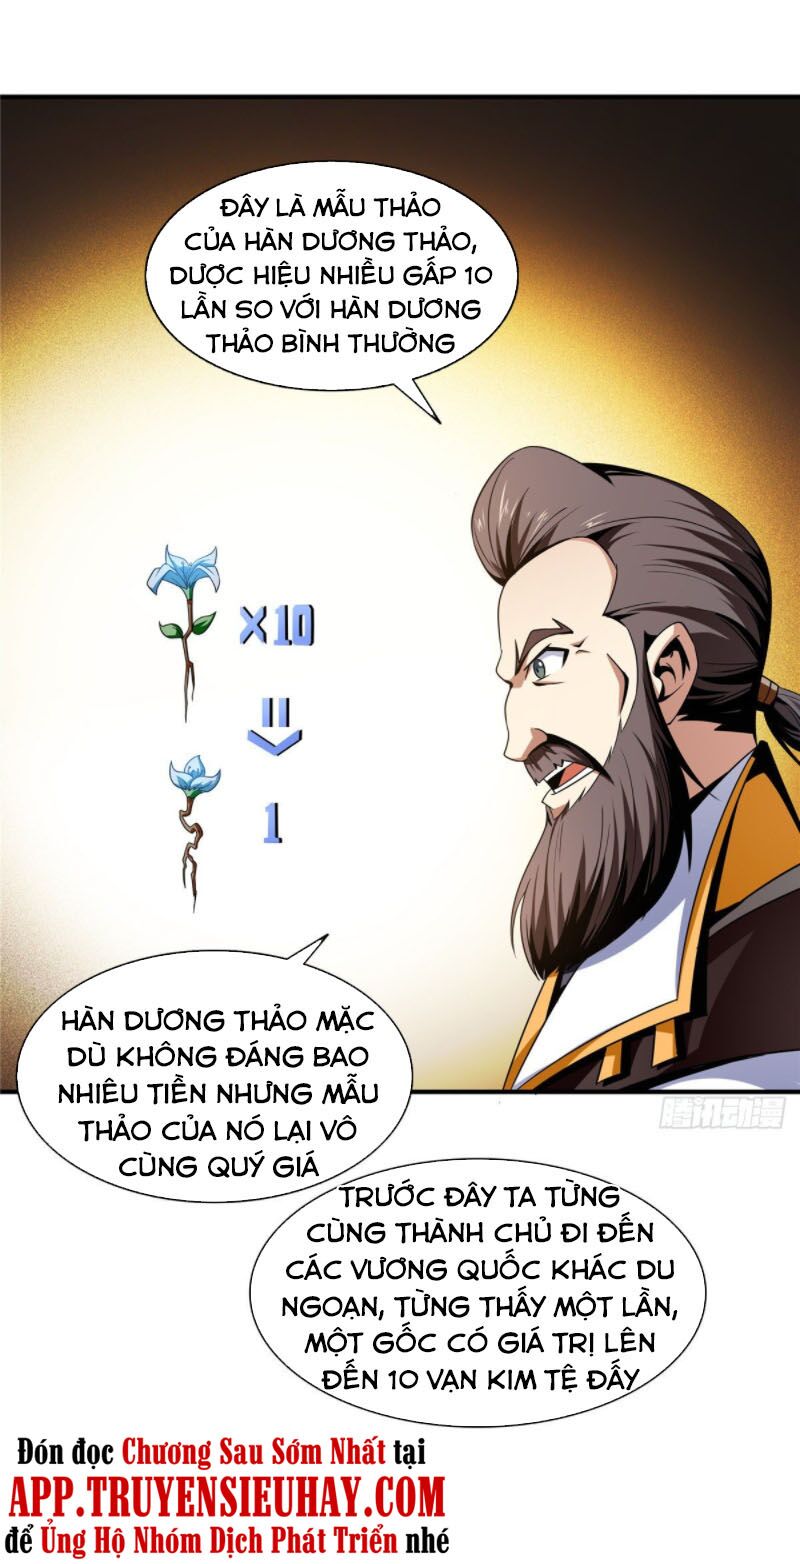 ĐÂY LÀ MẪU THẢO
CỦA HÀN DƯƠNG THẢO,
DƯỢC HIỆU NHIỀU GẤP 10
LẦN SO VỚI HÀN DƯƠNG
THẢO BÌNH THƯỜNG
X10
1
HÀN DƯƠNG THẢO MẶC
DÙ KHÔNG ĐÁNG BAO
NHIÊU TIỀN NHƯNG MẪU
THẢO CỦA NÓ LẠI VÔ
CÙNG QUÝ GIÁ
腾讯动漫
TRƯỚC ĐÂY TA TỪNG
CÙNG THÀNH CHỦ ĐI ĐẾN
CÁC VƯƠNG QUỐC KHÁC DU
NGOẠN, TỪNG THẤY MỘT LẦN,
MỘT GỐC CÓ GIÁ TRỊ LÊN
ĐẾN 10 VẠN KIM TỆ ĐẤY
Đón đọc Chương Sau Sớm Nhất tại
APP.TRUYENSIEUHAY.COM
để Ủng Hộ Nhóm Dịch Phát Triển nhé